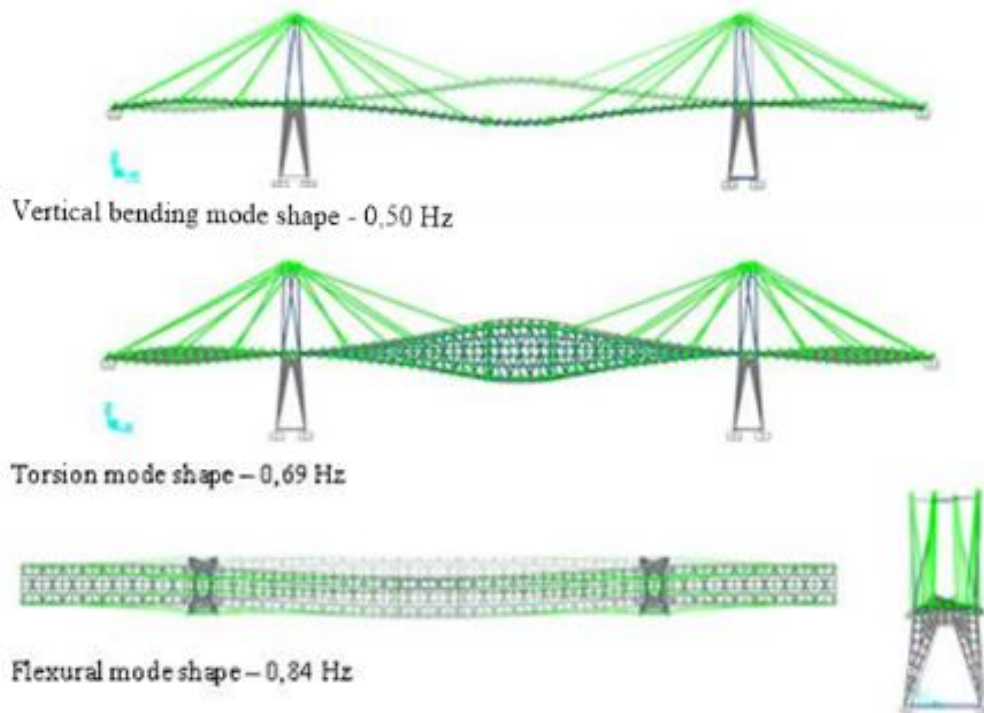 Vertical bending mode shape - 0,50 Hz
Torsion mode shape – 0,69 Hz
Flexural mode shape – 0,84 Hz